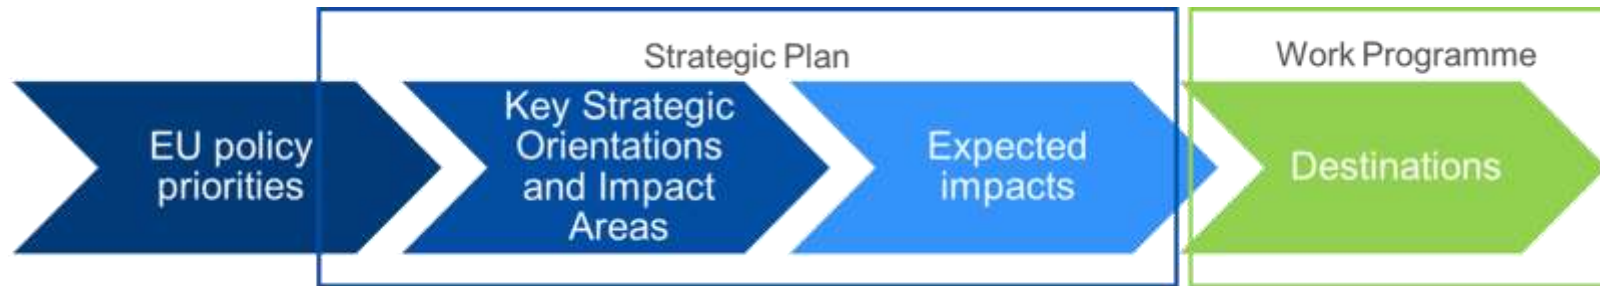 Strategic Plan
Work Programme
EU policy
priorities
Key Strategic
Orientations
and Impact
Areas
Expected
impacts
Destinations